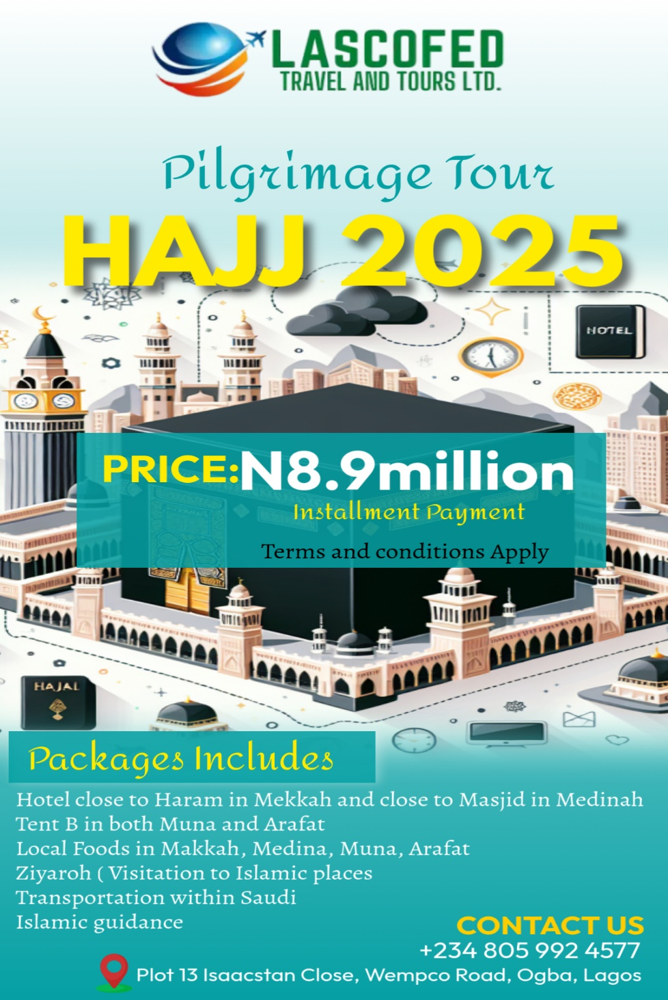 LASCOFED
TRAVEL AND TOURS LTD.
Pilgrimage Tour
HAJJ 2025
HOTEL
PRICE:N8.9million
Installment Payment
Terms and conditions Apply
HAJAL
Packages Includes
Hotel close to Haram in Mekkah and close to Masjid in Medinah
Tent B in both Muna and Arafat
Local Foods in Makkah, Medina, Muna, Arafat
Ziyaroh ( Visitation to Islamic places
Transportation within Saudi
Islamic guidance
CONTACT US
+234 805 992 4577
Plot 13 Isaacstan Close, Wempco Road, Ogba, Lagos